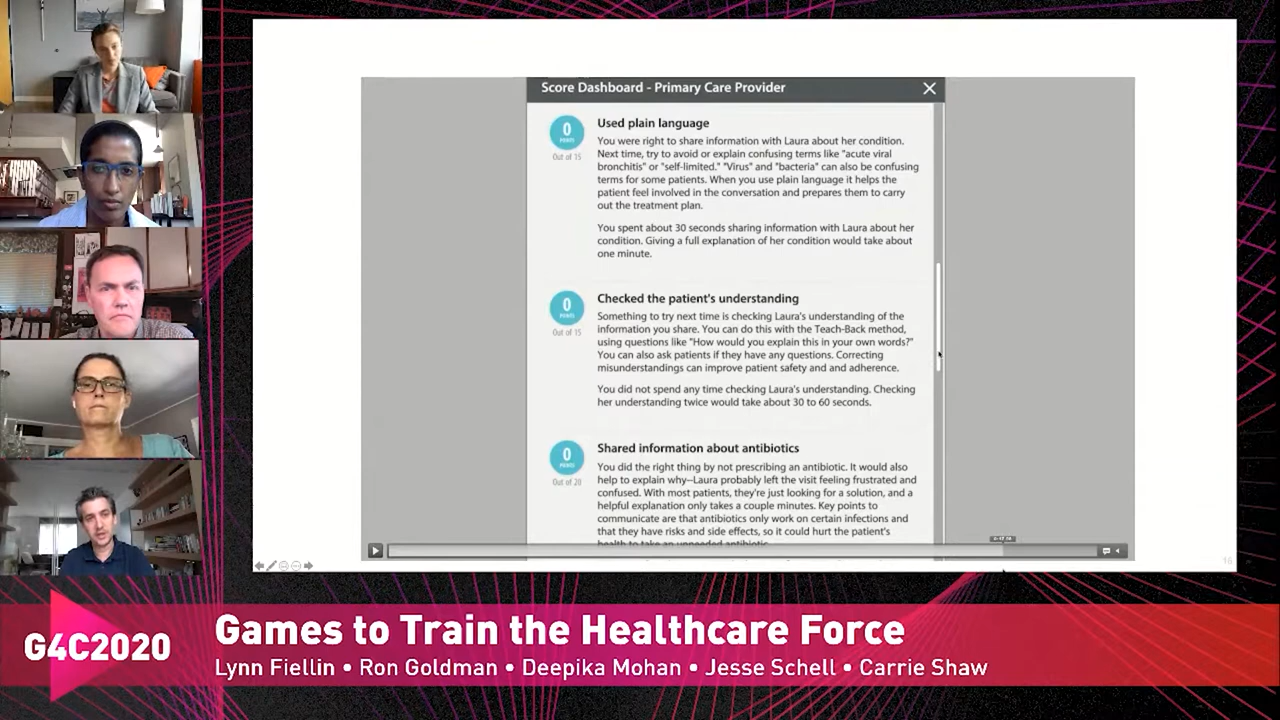 Score Dashboard - Primary Care Provider
0
POINTS
Out of 15
Used plain language
You were right to share information with Laura about her condition.
Next time, try to avoid or explain confusing terms like "acute viral
bronchitis" or "self-limited." "Virus" and "bacteria" can also be confusing
terms for some patients. When you use plain language it helps the
patient feel involved in the conversation and prepares them to carry
out the treatment plan.
You spent about 30 seconds sharing information with Laura about her
condition. Giving a full explanation of her condition would take about
one minute.
0
POINTS
Out of 15
Checked the patient's understanding
Something to try next time is checking Laura's understanding of the
information you share. You can do this with the Teach-Back method,
using questions like "How would you explain this in your own words?"
You can also ask patients if they have any questions. Correcting
misunderstandings can improve patient safety and and adherence.
You did not spend any time checking Laura's understanding. Checking
her understanding twice would take about 30 to 60 seconds.
0
POINTS
Out of 20
Shared information about antibiotics
You did the right thing by not prescribing an antibiotic. It would also
help to explain why--Laura probably left the visit feeling frustrated and
confused. With most patients, they're just looking for a solution, and a
helpful explanation only takes a couple minutes. Key points to
communicate are that antibiotics only work on certain infections and
that they have risks and side effects, so it could hurt the patient's
health to take an unneeded antibiotic.
16
G4C2020
Games to Train the Healthcare Force
Lynn Fiellin • Ron Goldman • Deepika Mohan • Jesse Schell • Carrie Shaw